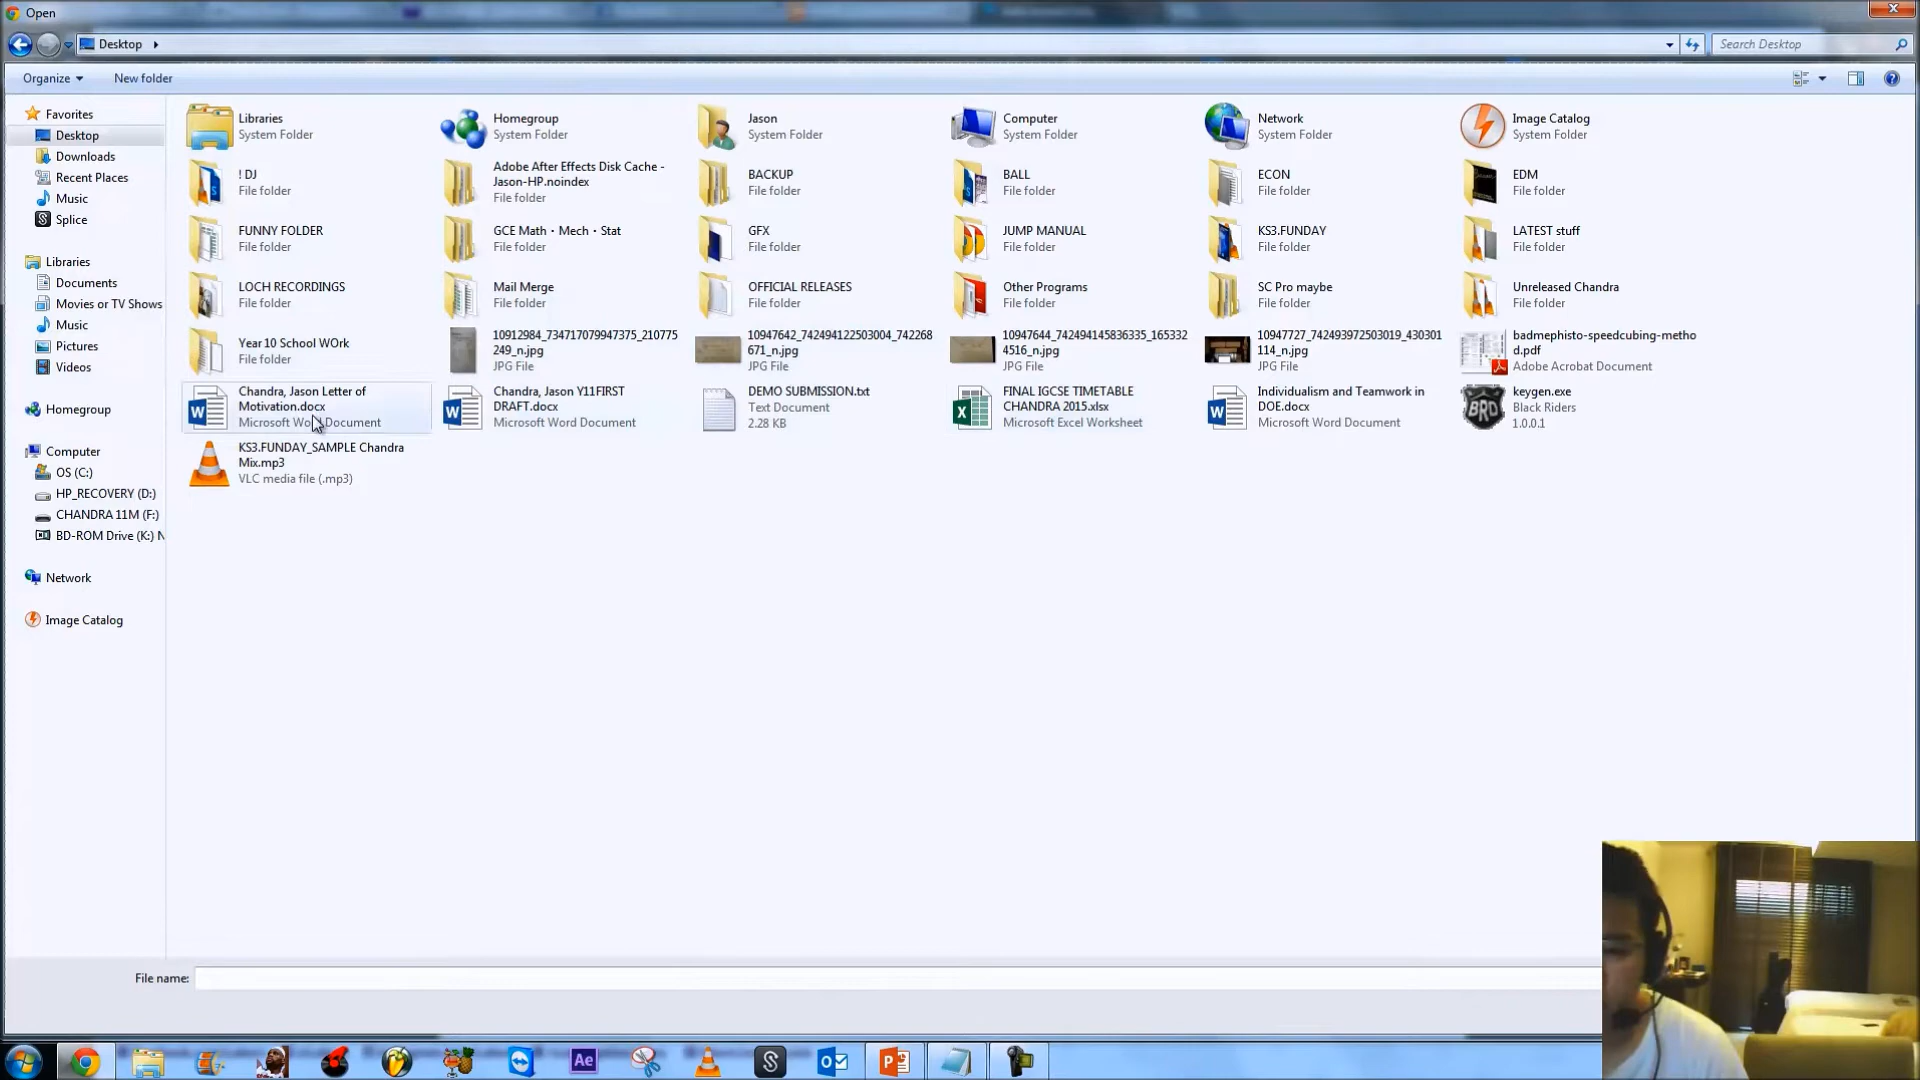 Open
Desktop
Search Desktop
Organize
New folder
Favorites
Desktop
Downloads
Recent Places
Music
Splice
Libraries
Documents
Movies or TV Shows
Music
Pictures
Videos
Homegroup
Computer
OS (C:)
HP_RECOVERY (D:)
CHANDRA 11M (F:)
BD-ROM Drive (K:) N
Network
Image Catalog
Libraries
System Folder
Homegroup
System Folder
Jason
System Folder
Computer
System Folder
Network
System Folder
Image Catalog
System Folder
! DJ
File folder
Adobe After Effects Disk Cache -
Jason-HP.noindex
File folder
BACKUP
File folder
BALL
File folder
ECON
File folder
EDM
File folder
FUNNY FOLDER
File folder
GCE Math • Mech • Stat
File folder
GFX
File folder
JUMP MANUAL
File folder
KS3.FUNDAY
File folder
LATEST stuff
File folder
LOCH RECORDINGS
File folder
Mail Merge
File folder
OFFICIAL RELEASES
File folder
Other Programs
File folder
SC Pro maybe
File folder
Unreleased Chandra
File folder
Year 10 School WOrk
File folder
10912984_734717079947375_210775
249_n.jpg
JPG File
10947642_742494122503004_742268
671_n.jpg
JPG File
10947644_742494145836335_165332
4516_n.jpg
JPG File
10947727_742493972503019_430301
114_n.jpg
JPG File
badmephisto-speedcubing-metho
d.pdf
Adobe Acrobat Document
Chandra, Jason Letter of
Motivation.docx
Microsoft Word Document
Chandra, Jason Y11FIRST
DRAFT.docx
Microsoft Word Document
DEMO SUBMISSION.txt
Text Document
2.28 KB
FINAL IGCSE TIMETABLE
CHANDRA 2015.xlsx
Microsoft Excel Worksheet
Individualism and Teamwork in
DOE.docx
Microsoft Word Document
keygen.exe
Black Riders
1.0.0.1
KS3.FUNDAY_SAMPLE Chandra
Mix.mp3
VLC media file (.mp3)
File name:
Ae